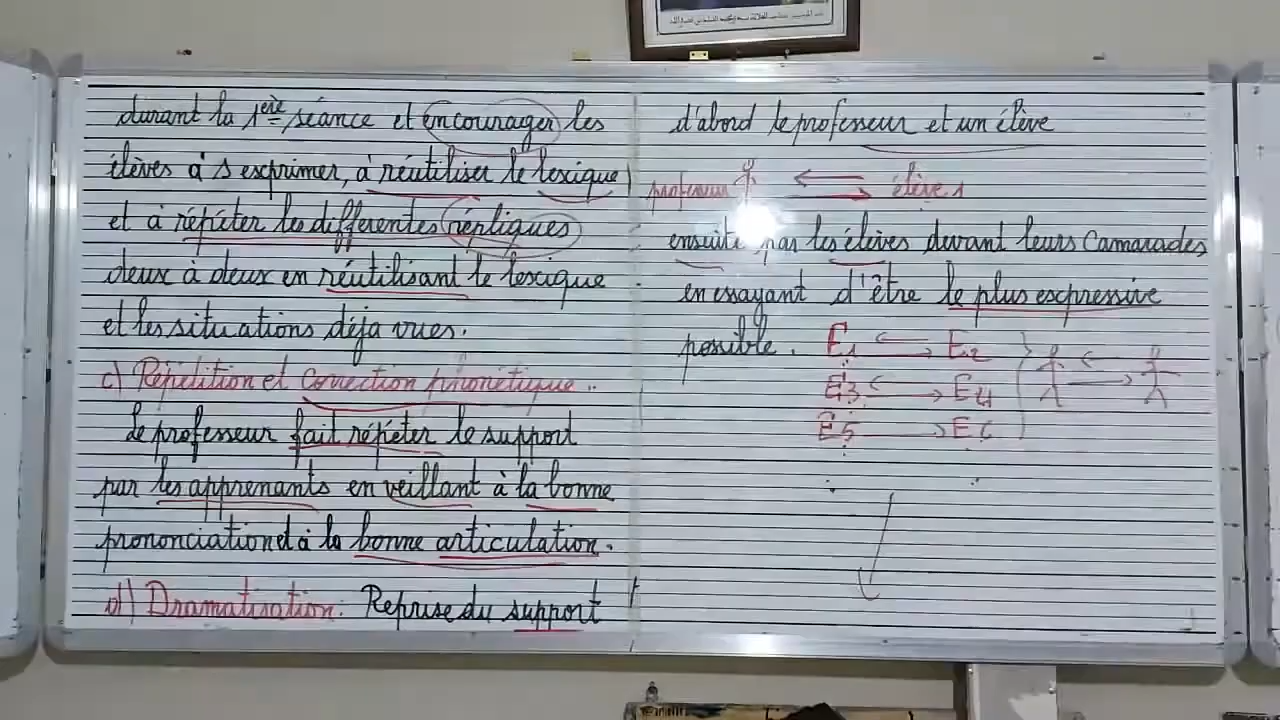 durant la 1ère séance et encourager les
élèves à s'exprimer, à réutiliser le lexique
et à répéter les différentes répliques
deux à deux en réutilisant le lexique
et les situations déja vues.
c) Répétition et correction phonétique..
Le professeur fait répéter le support
par les apprenants en veillant à la bonne
prononciation et à la bonne articulation.
d) Dramatisation: Reprise du support
d'abord le professeur et un élève
professeur élève 1
ensuite par les élèves devant leurs camarades
en essayant d'être le plus expressive
possible.
E1 E2
E3 E4
E5 E6